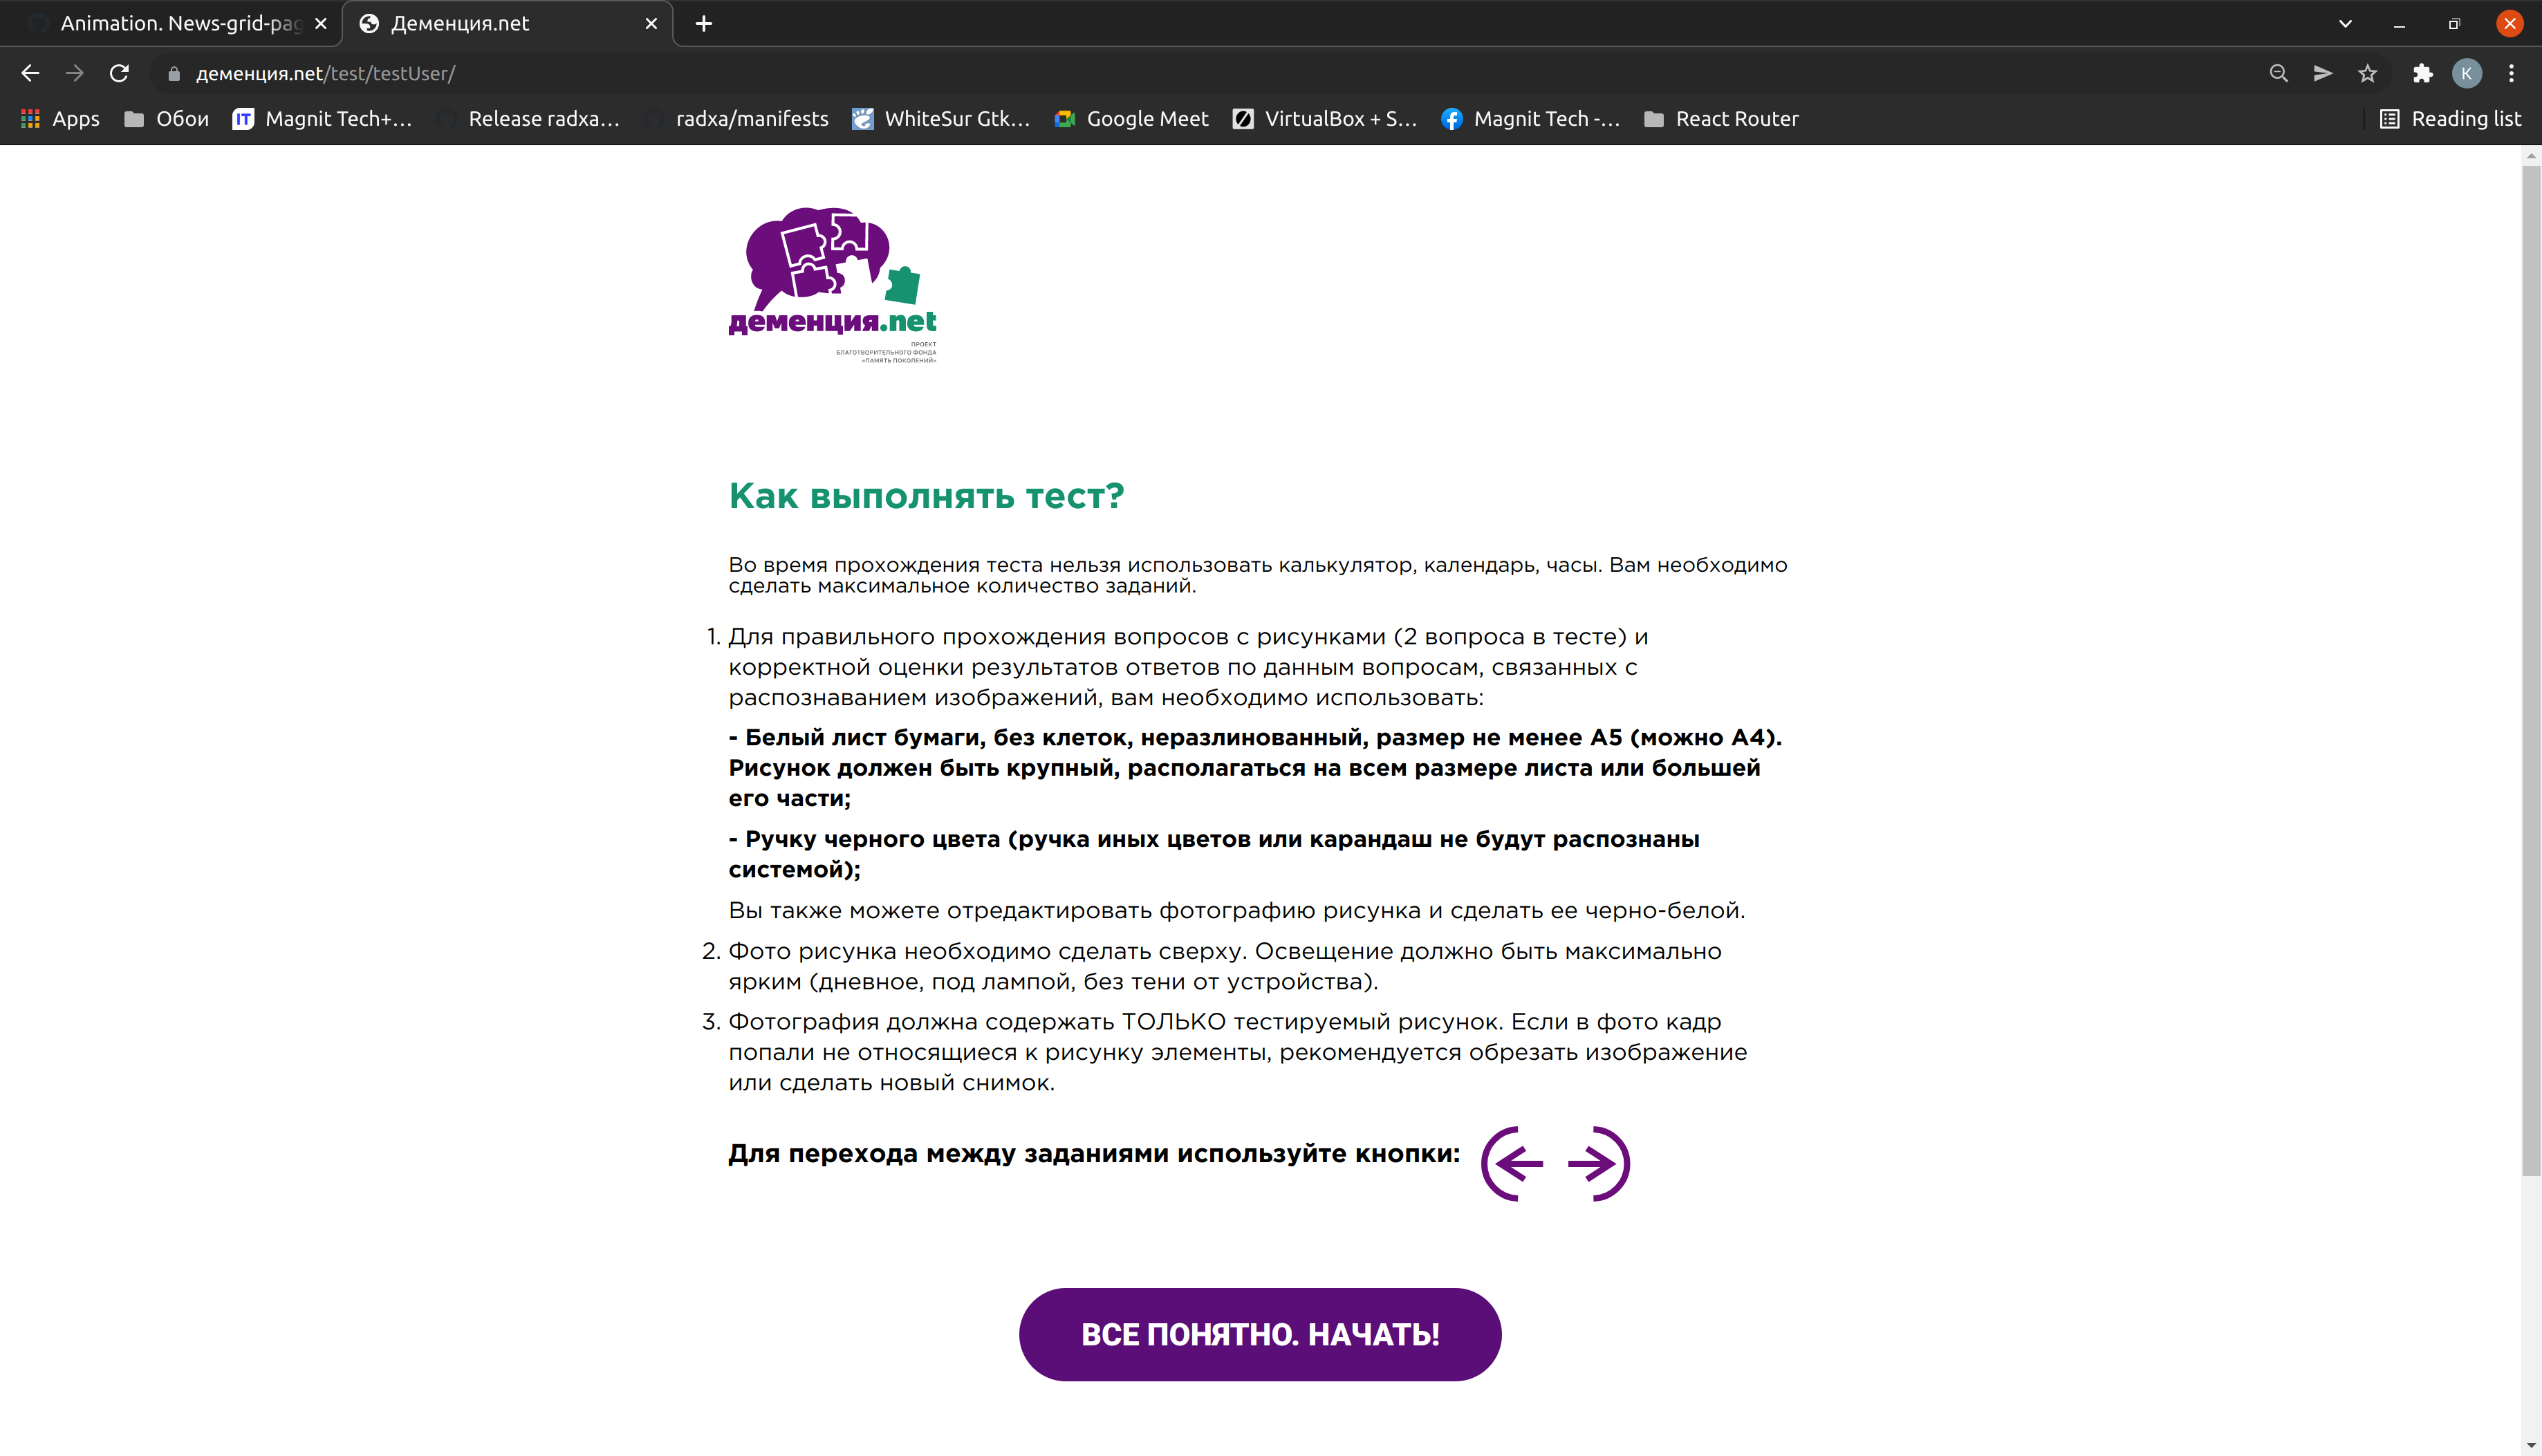 Animation. News-grid-pag
Деменция.net
деменция.net/test/testUser/
K
Apps
Обои
IT
Magnit Tech+...
Release radxa...
radxa/manifests
WhiteSur Gtk...
Google Meet
VirtualBox + S...
Magnit Tech -...
React Router
Reading list
деменция.net
ПРОЕКТ
БЛАГОТВОРИТЕЛЬНОГО ФОНДА
«ПАМЯТЬ ПОКОЛЕНИЙ»
Как выполнять тест?
Во время прохождения теста нельзя использовать калькулятор, календарь, часы. Вам необходимо
сделать максимальное количество заданий.
1. Для правильного прохождения вопросов с рисунками (2 вопроса в тесте) и
корректной оценки результатов ответов по данным вопросам, связанных с
распознаванием изображений, вам необходимо использовать:
- Белый лист бумаги, без клеток, неразлинованный, размер не менее А5 (можно А4).
Рисунок должен быть крупный, располагаться на всем размере листа или большей
его части;
- Ручку черного цвета (ручка иных цветов или карандаш не будут распознаны
системой);
Вы также можете отредактировать фотографию рисунка и сделать ее черно-белой.
2. Фото рисунка необходимо сделать сверху. Освещение должно быть максимально
ярким (дневное, под лампой, без тени от устройства).
3. Фотография должна содержать ТОЛЬКО тестируемый рисунок. Если в фото кадр
попали не относящиеся к рисунку элементы, рекомендуется обрезать изображение
или сделать новый снимок.
Для перехода между заданиями используйте кнопки:
ВСЕ ПОНЯТНО. НАЧАТЬ!